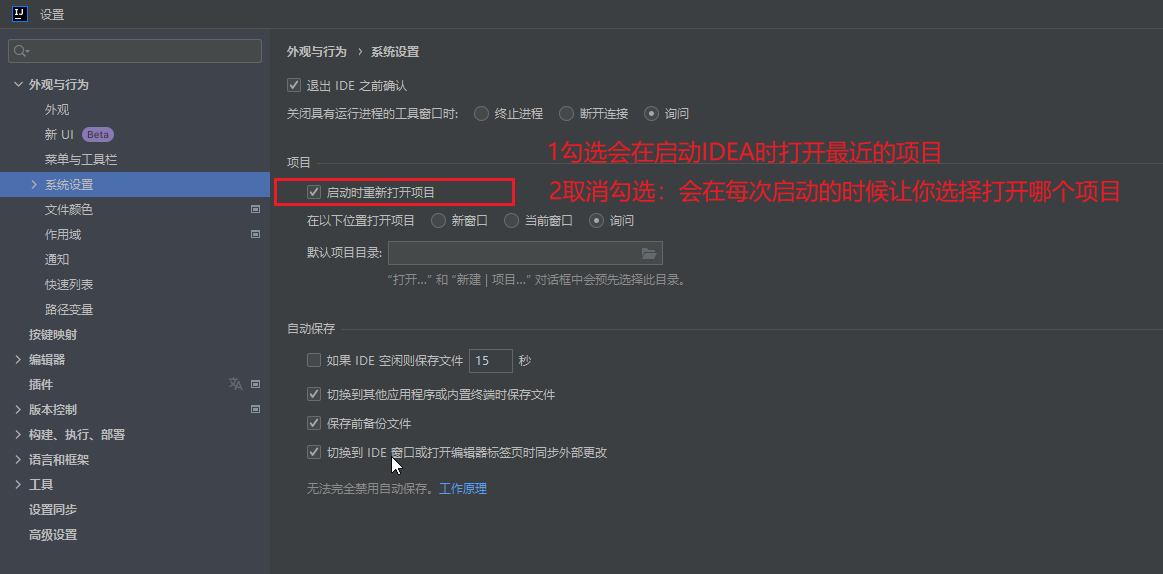 设置
外观与行为
外观
新 UI Beta
菜单与工具栏
系统设置
文件颜色
作用域
通知
快速列表
路径变量
按键映射
编辑器
插件
版本控制
构建、执行、部署
语言和框架
工具
设置同步
高级设置
外观与行为 › 系统设置
退出 IDE 之前确认
关闭具有运行进程的工具窗口时: 终止进程 断开连接 询问
1勾选会在启动IDEA时打开最近的项目
项目
启动时重新打开项目
2取消勾选：会在每次启动的时候让你选择打开哪个项目
在以下位置打开项目 新窗口 当前窗口 询问
默认项目目录:
“打开...” 和 “新建 | 项目...” 对话框中会预先选择此目录。
自动保存
如果 IDE 空闲则保存文件 15 秒
切换到其他应用程序或内置终端时保存文件
保存前备份文件
切换到 IDE 窗口或打开编辑器标签页时同步外部更改
无法完全禁用自动保存。工作原理